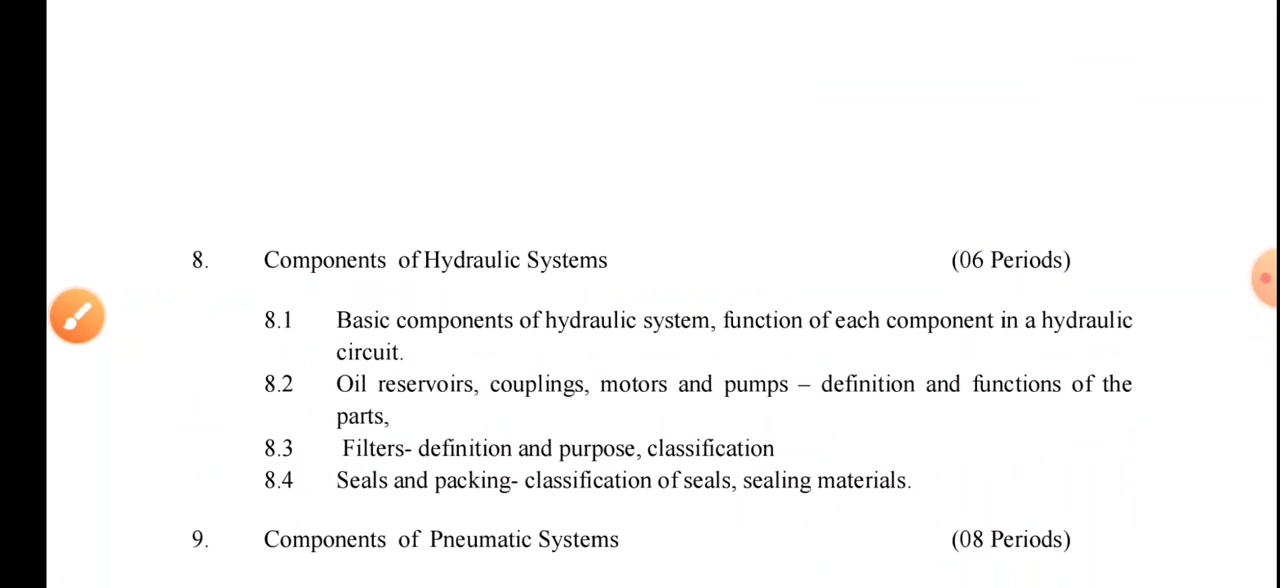 8. Components of Hydraulic Systems (06 Periods)
8.1 Basic components of hydraulic system, function of each component in a hydraulic
circuit.
8.2 Oil reservoirs, couplings, motors and pumps – definition and functions of the
parts,
8.3 Filters- definition and purpose, classification
8.4 Seals and packing- classification of seals, sealing materials.
9. Components of Pneumatic Systems (08 Periods)